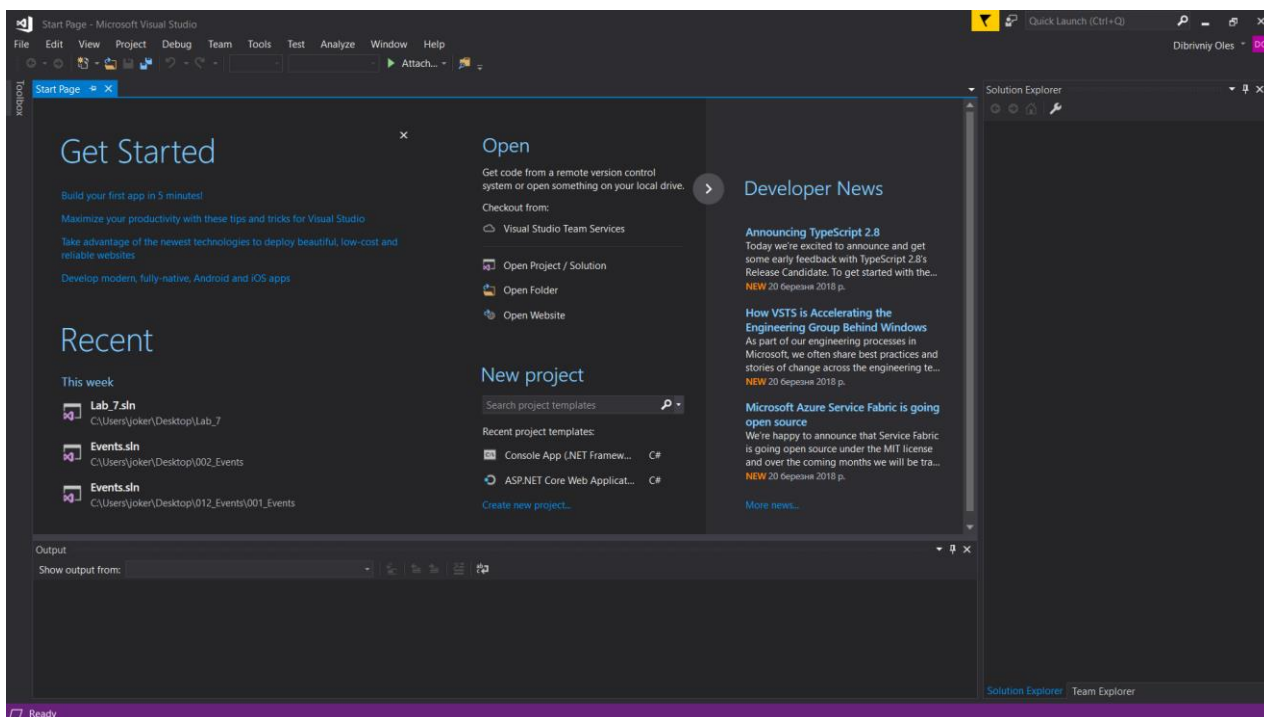 Start Page - Microsoft Visual Studio
Quick Launch (Ctrl+Q)
File Edit View Project Debug Team Tools Test Analyze Window Help
Dibrivniy Oles
Attach...
Toolbox
Start Page
Get Started
Build your first app in 5 minutes!
Maximize your productivity with these tips and tricks for Visual Studio
Take advantage of the newest technologies to deploy beautiful, low-cost and
reliable websites
Develop modern, fully-native, Android and iOS apps
Recent
This week
Lab_7.sln
C:\Users\joker\Desktop\Lab_7
Events.sln
C:\Users\joker\Desktop\002_Events
Events.sln
C:\Users\joker\Desktop\012_Events\001_Events
Open
Get code from a remote version control
system or open something on your local drive.
Checkout from:
Visual Studio Team Services
Open Project / Solution
Open Folder
Open Website
New project
Search project templates
Recent project templates:
Console App (.NET Framew... C#
ASP.NET Core Web Applicat... C#
Create new project...
Developer News
Announcing TypeScript 2.8
Today we're excited to announce and get
some early feedback with TypeScript 2.8's
Release Candidate. To get started with the...
NEW 20 березня 2018 р.
How VSTS is Accelerating the
Engineering Group Behind Windows
As part of our engineering processes in
Microsoft, we often share best practices and
stories of change across the engineering te...
NEW 20 березня 2018 р.
Microsoft Azure Service Fabric is going
open source
We're happy to announce that Service Fabric
is going open source under the MIT license
and over the coming months we will be tra...
NEW 20 березня 2018 р.
More news...
Solution Explorer
Output
Show output from:
Solution Explorer Team Explorer
Ready